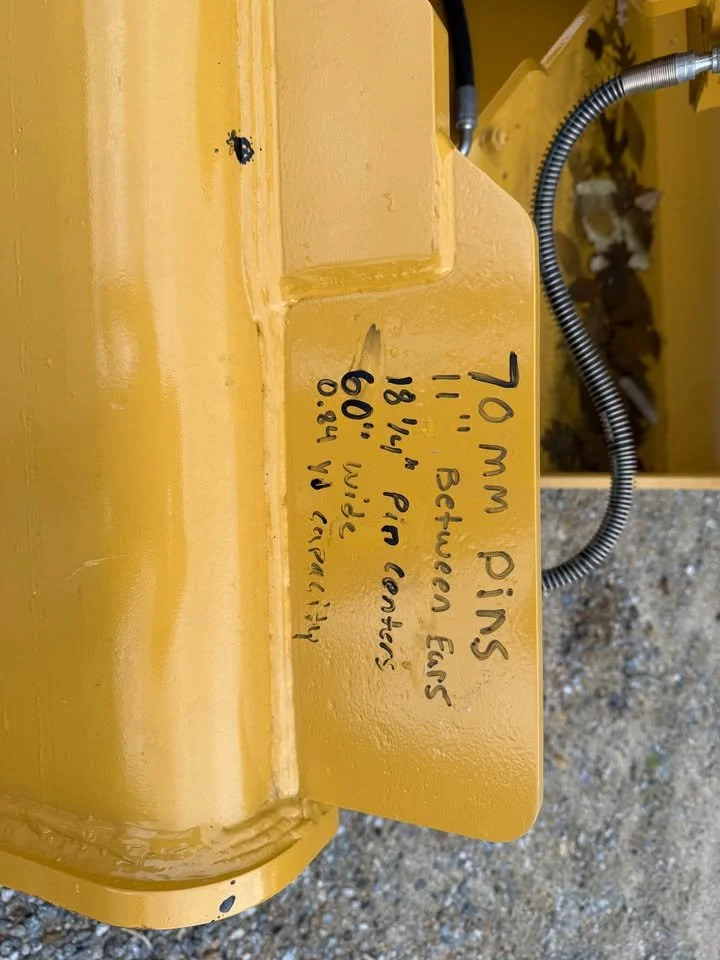 70 mm pins
11" Between Ears
18 1/4" Pin centers
60" wide
0.84 yd capacity